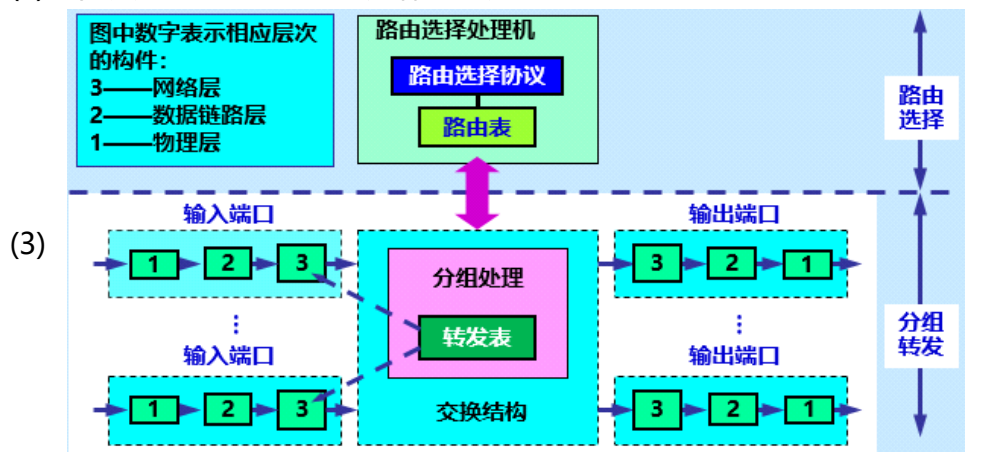 图中数字表示相应层次
的构件：
3——网络层
2——数据链路层
1——物理层
路由选择处理机
路由选择协议
路由表
路由
选择
(3)
输入端口
1 2 3
⋮
输入端口
1 2 3
分组处理
转发表
交换结构
输出端口
3 2 1
⋮
输出端口
3 2 1
分组
转发